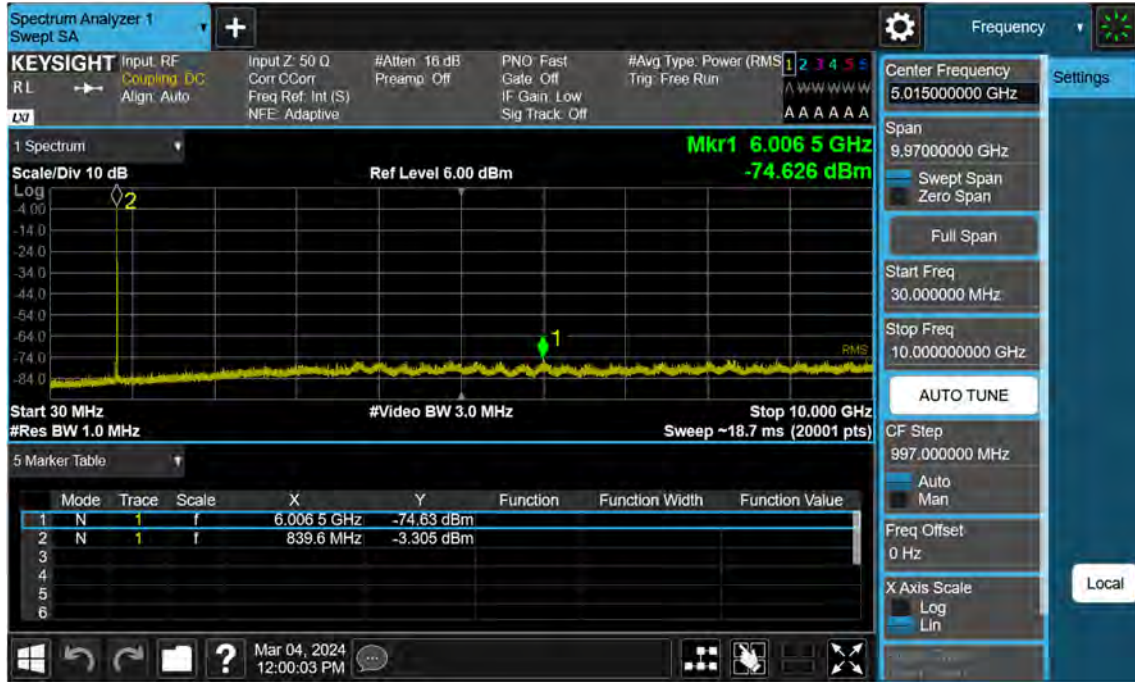 Spectrum Analyzer 1
Swept SA
+
Frequency
KEYSIGHT
RL
LXI
Input: RF
Coupling: DC
Align: Auto
Input Z: 50 Ω
Corr CCorr
Freq Ref: Int (S)
NFE: Adaptive
#Atten: 16 dB
Preamp: Off
PNO: Fast
Gate: Off
IF Gain: Low
Sig Track: Off
#Avg Type: Power (RMS
Trig: Free Run
1 2 3 4 5 6
A W W W W W
A A A A A A
1 Spectrum
Scale/Div 10 dB
Ref Level 6.00 dBm
Mkr1 6.006 5 GHz
-74.626 dBm
Log
-4.00
-14.0
-24.0
-34.0
-44.0
-54.0
-64.0
-74.0
-84.0
2
1
RMS
Start 30 MHz
#Video BW 3.0 MHz
Stop 10.000 GHz
#Res BW 1.0 MHz
Sweep ~18.7 ms (20001 pts)
5 Marker Table
Mode Trace Scale X Y Function Function Width Function Value
1 N 1 f 6.006 5 GHz -74.63 dBm
2 N 1 f 839.6 MHz -3.305 dBm
3
4
5
6
?
Mar 04, 2024
12:00:03 PM
Center Frequency
5.015000000 GHz
Span
9.97000000 GHz
Swept Span
Zero Span
Full Span
Start Freq
30.000000 MHz
Stop Freq
10.000000000 GHz
AUTO TUNE
CF Step
997.000000 MHz
Auto
Man
Freq Offset
0 Hz
X Axis Scale
Log
Lin
Settings
Local